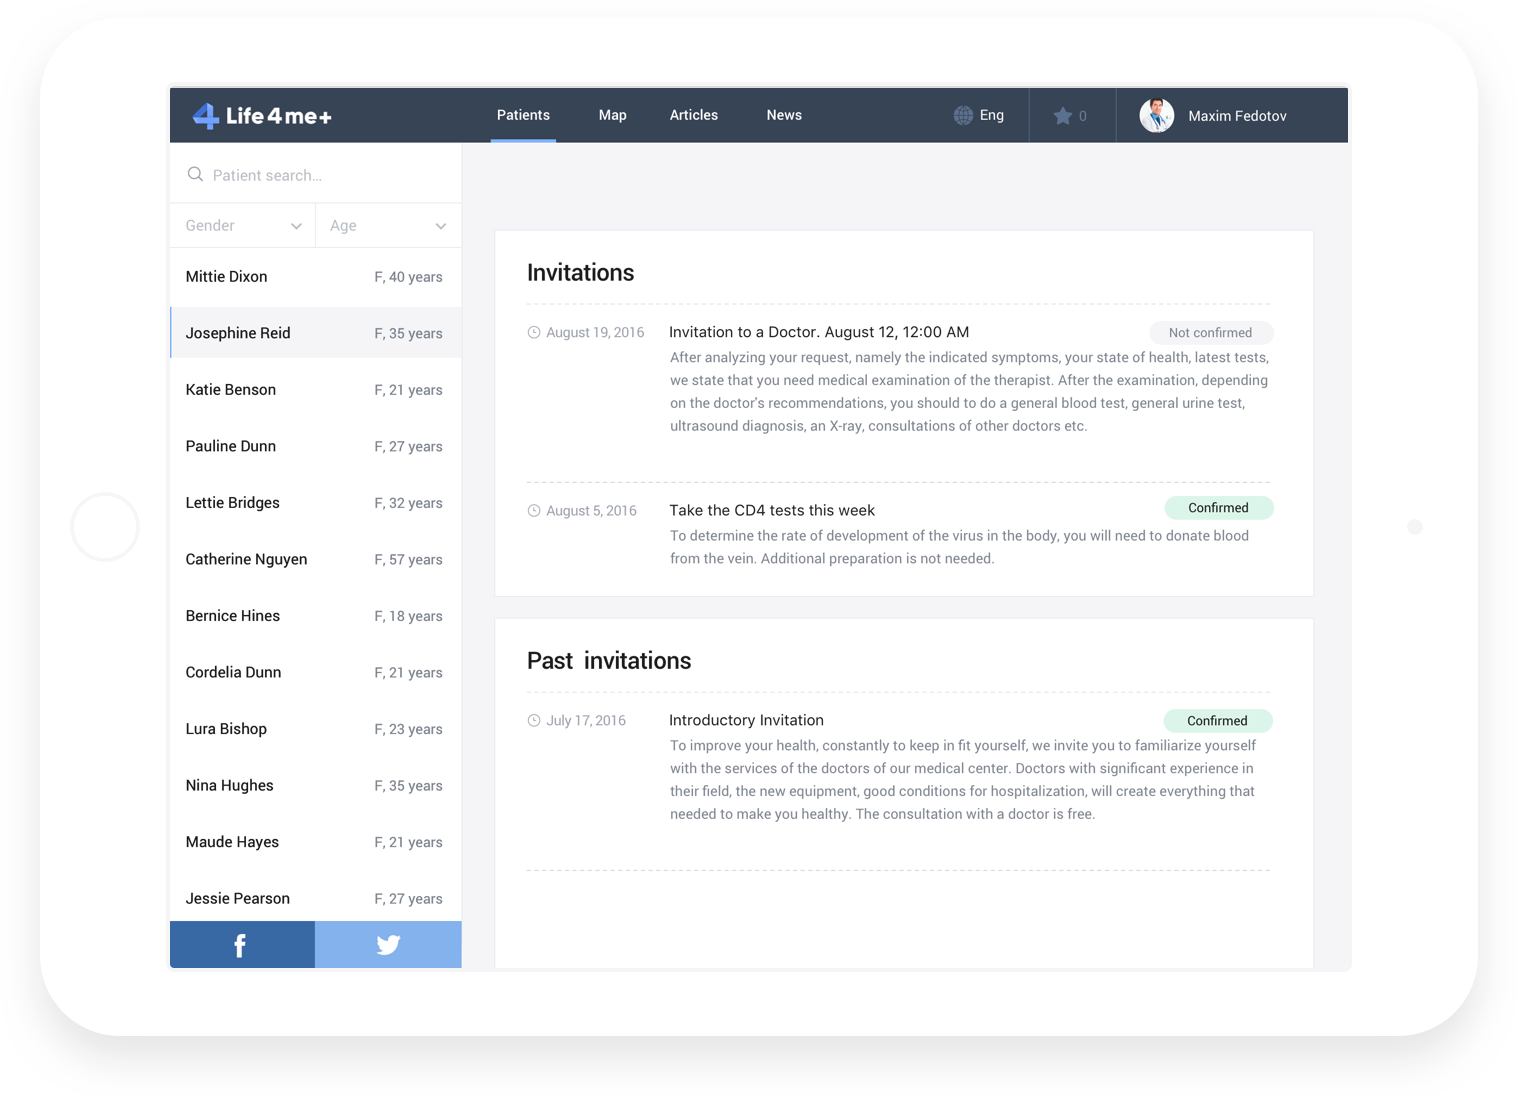 4 Life4me+
Patients
Map
Articles
News
Eng
0
Maxim Fedotov
Patient search...
Gender
Age
Mittie Dixon F, 40 years
Josephine Reid F, 35 years
Katie Benson F, 21 years
Pauline Dunn F, 27 years
Lettie Bridges F, 32 years
Catherine Nguyen F, 57 years
Bernice Hines F, 18 years
Cordelia Dunn F, 21 years
Lura Bishop F, 23 years
Nina Hughes F, 35 years
Maude Hayes F, 21 years
Jessie Pearson F, 27 years
f
Invitations
August 19, 2016 Invitation to a Doctor. August 12, 12:00 AM Not confirmed
After analyzing your request, namely the indicated symptoms, your state of health, latest tests,
we state that you need medical examination of the therapist. After the examination, depending
on the doctor's recommendations, you should to do a general blood test, general urine test,
ultrasound diagnosis, an X-ray, consultations of other doctors etc.
August 5, 2016 Take the CD4 tests this week Confirmed
To determine the rate of development of the virus in the body, you will need to donate blood
from the vein. Additional preparation is not needed.
Past invitations
July 17, 2016 Introductory Invitation Confirmed
To improve your health, constantly to keep in fit yourself, we invite you to familiarize yourself
with the services of the doctors of our medical center. Doctors with significant experience in
their field, the new equipment, good conditions for hospitalization, will create everything that
needed to make you healthy. The consultation with a doctor is free.